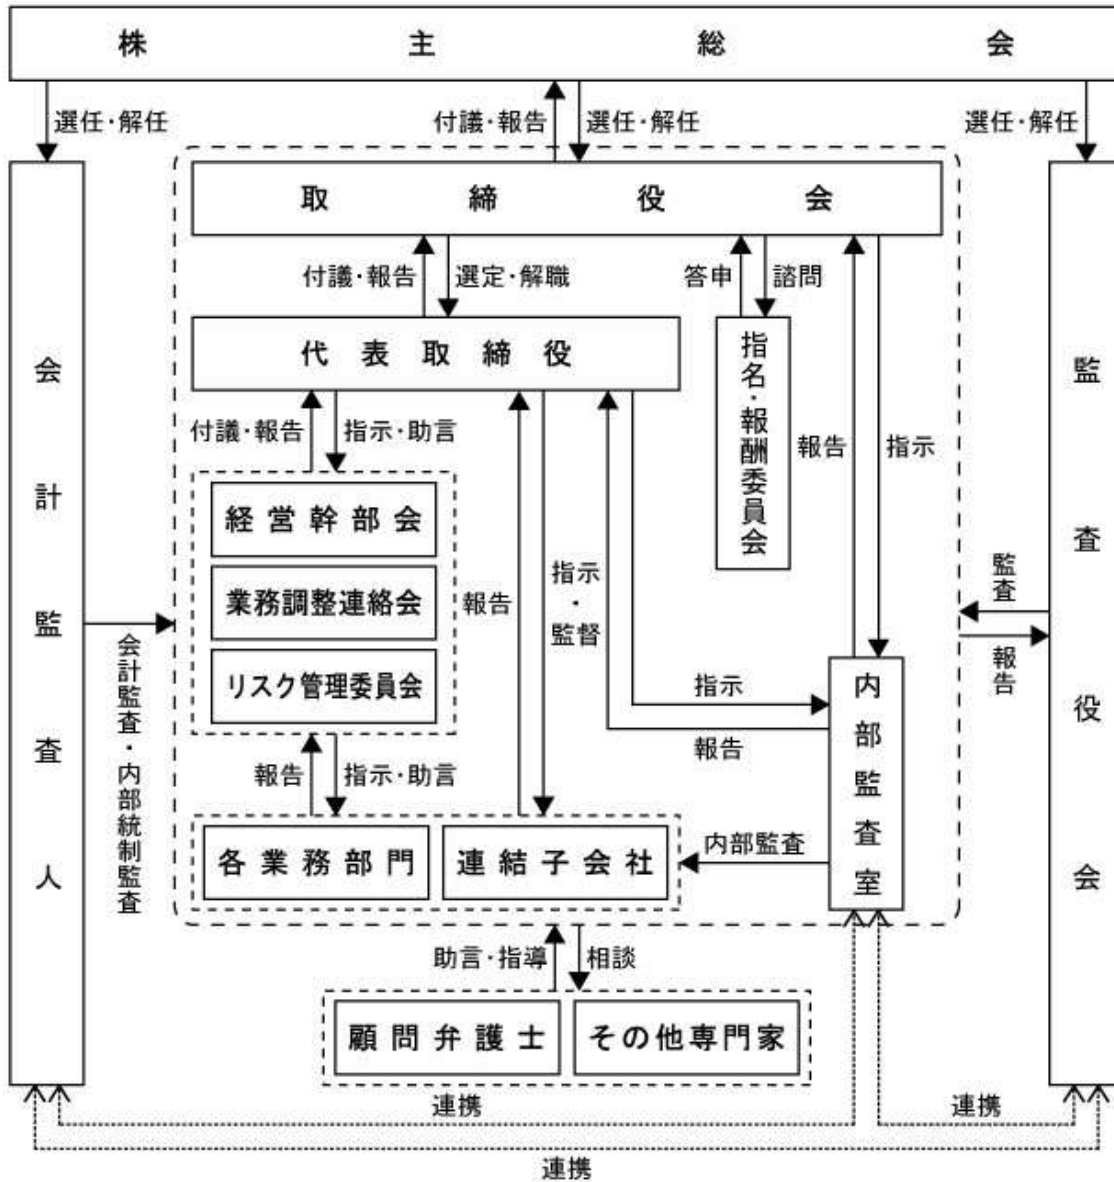 株主総会
選任・解任
付議・報告
選任・解任
選任・解任
取締役会
付議・報告
選定・解職
答申
諮問
代表取締役
指名・報酬委員会
会計監査人
監査役会
付議・報告
指示・助言
報告
指示
経営幹部会
業務調整連絡会
リスク管理委員会
報告
指示・監督
監査
報告
会計監査・内部統制監査
指示
報告
内部監査室
報告
指示・助言
内部監査
各業務部門
連結子会社
助言・指導
相談
顧問弁護士
その他専門家
連携
連携
連携